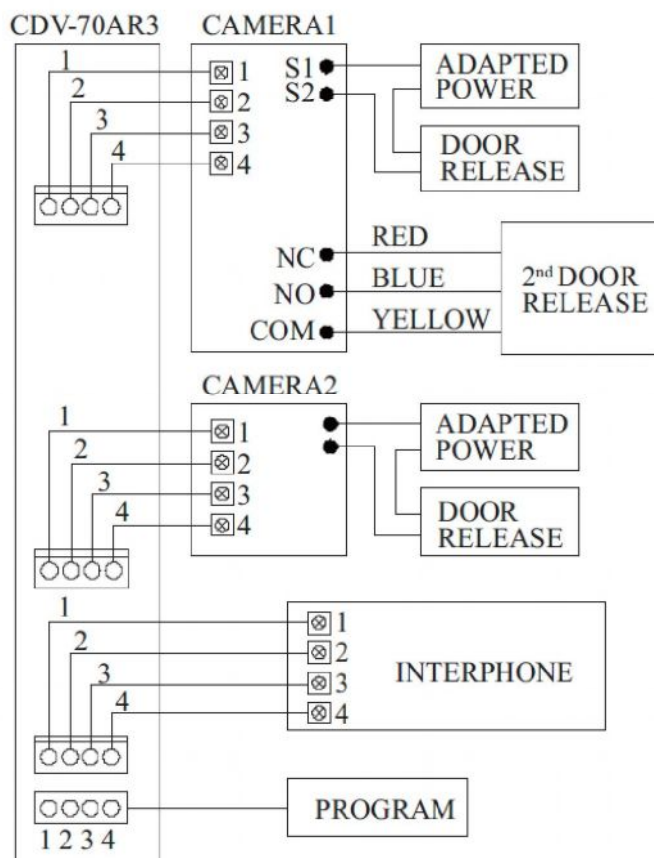 CDV-70AR3
CAMERA1
1
2
3
4
1
2
3
4
S1
S2
ADAPTED
POWER
DOOR
RELEASE
NC
NO
COM
RED
BLUE
YELLOW
2nd DOOR
RELEASE
CAMERA2
1
2
3
4
1
2
3
4
ADAPTED
POWER
DOOR
RELEASE
1
2
3
4
1
2
3
4
INTERPHONE
1 2 3 4
PROGRAM